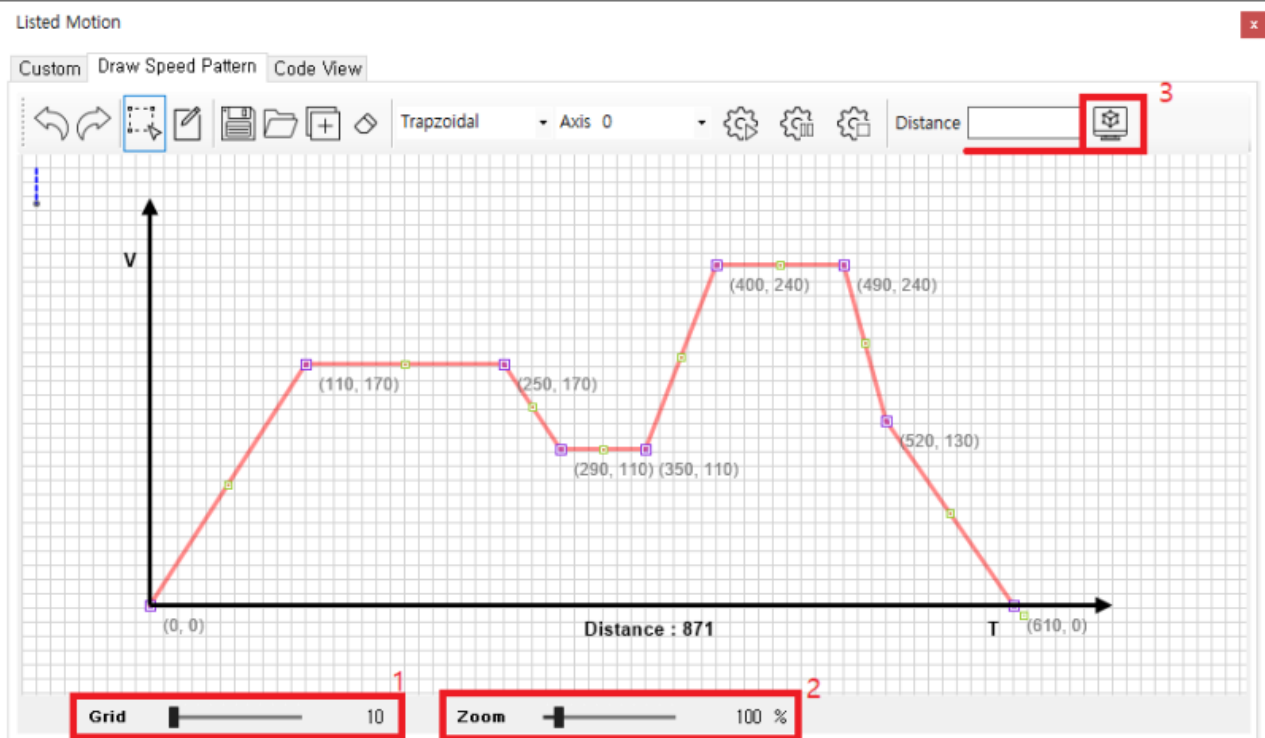 Listed Motion
x
Custom Draw Speed Pattern Code View
3
Trapzoidal Axis 0 Distance
V
(400, 240) (490, 240)
(110, 170) (250, 170)
(520, 130)
(290, 110) (350, 110)
(0, 0) Distance : 871 T (610, 0)
1 2
Grid 10 Zoom 100 %